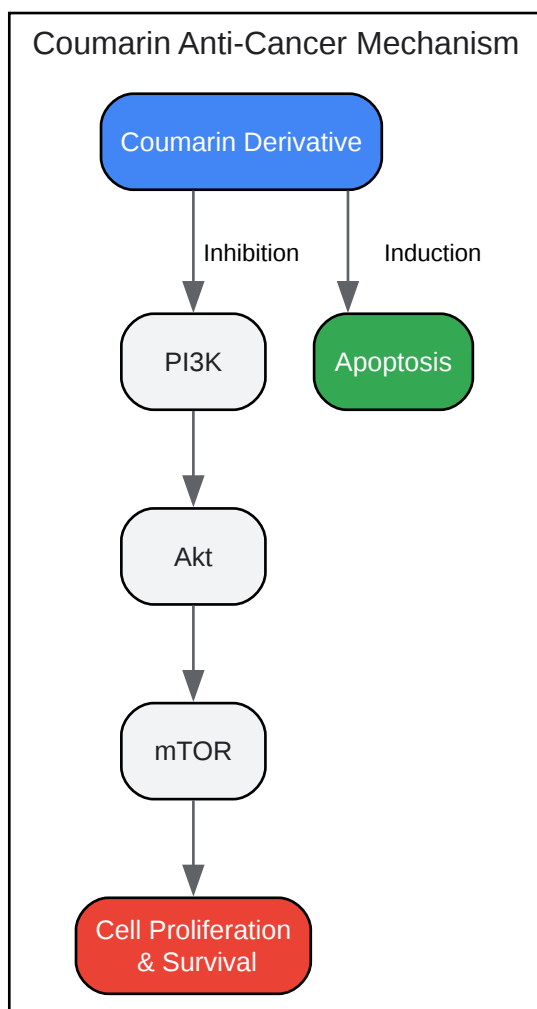 Coumarin Anti-Cancer Mechanism
Coumarin Derivative
Inhibition
Induction
PI3K
Apoptosis
Akt
mTOR
Cell Proliferation
& Survival